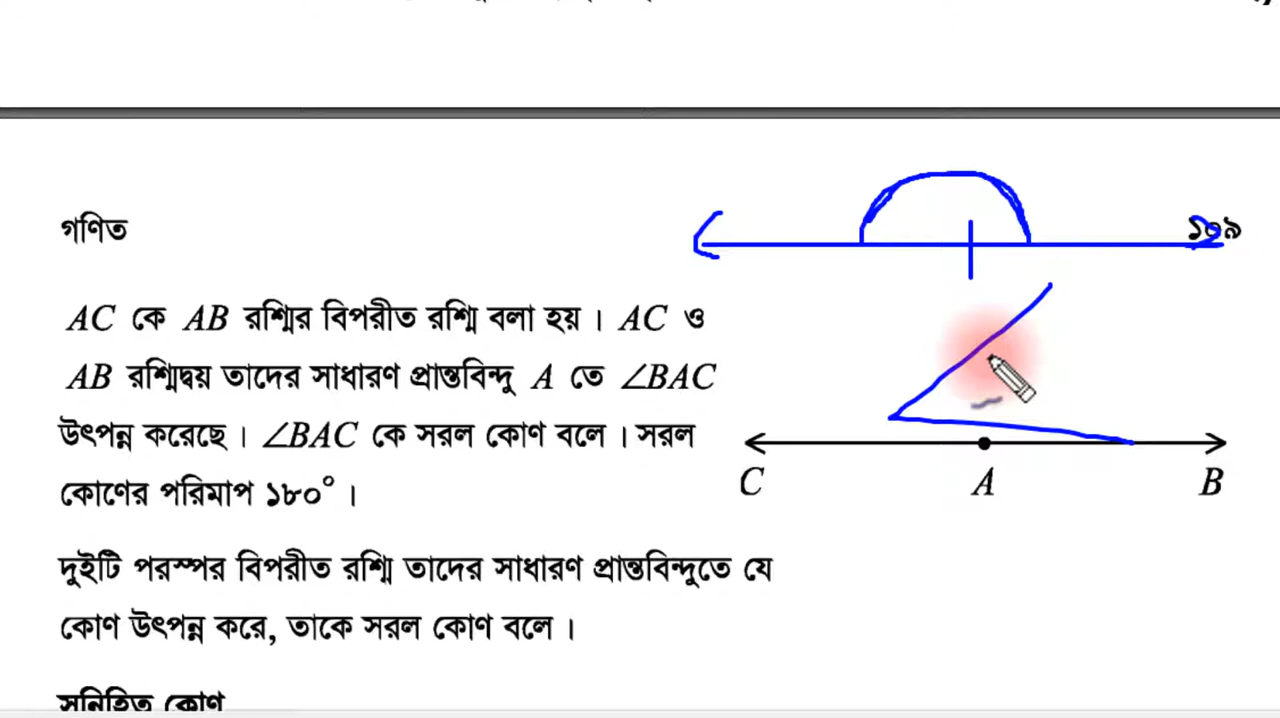 গণিত
১০৯
AC কে AB রশ্মির বিপরীত রশ্মি বলা হয়। AC ও
AB রশ্মিদ্বয় তাদের সাধারণ প্রান্তবিন্দু A তে ∠BAC
উৎপন্ন করেছে। ∠BAC কে সরল কোণ বলে। সরল
কোণের পরিমাপ ১৮০°।
C A B
দুইটি পরস্পর বিপরীত রশ্মি তাদের সাধারণ প্রান্তবিন্দুতে যে
কোণ উৎপন্ন করে, তাকে সরল কোণ বলে।
সন্নিহিত কোণ